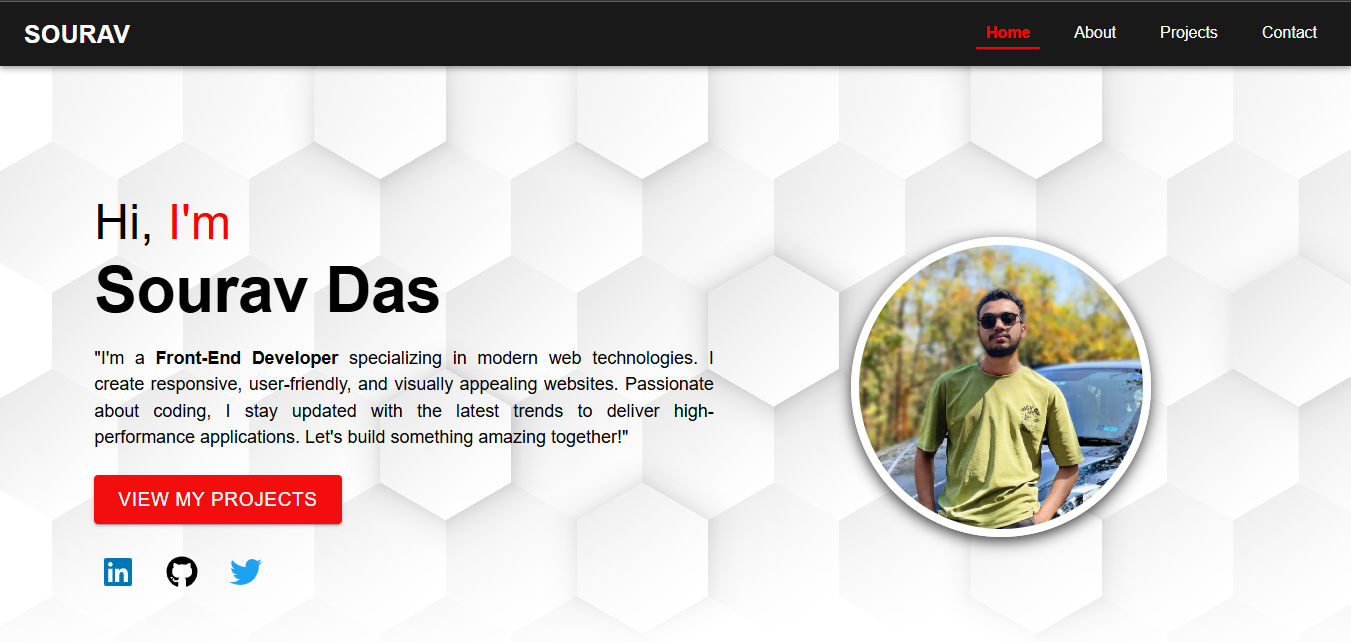 SOURAV
Home About Projects Contact
Hi, I'm
Sourav Das
"I'm a Front-End Developer specializing in modern web technologies. I
create responsive, user-friendly, and visually appealing websites. Passionate
about coding, I stay updated with the latest trends to deliver high-
performance applications. Let's build something amazing together!"
VIEW MY PROJECTS
in